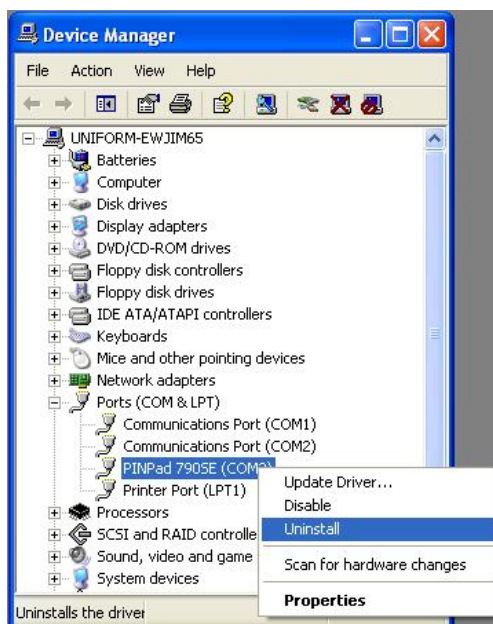 Device Manager
File Action View Help
UNIFORM-EWJIM65
Batteries
Computer
Disk drives
Display adapters
DVD/CD-ROM drives
Floppy disk controllers
Floppy disk drives
IDE ATA/ATAPI controllers
Keyboards
Mice and other pointing devices
Network adapters
Ports (COM & LPT)
Communications Port (COM1)
Communications Port (COM2)
PINPad 790SE
Printer Port (LPT1)
Processors
SCSI and RAID controlle
Sound, video and game
System devices
Uninstalls the driver
Update Driver...
Disable
Uninstall
Scan for hardware changes
Properties